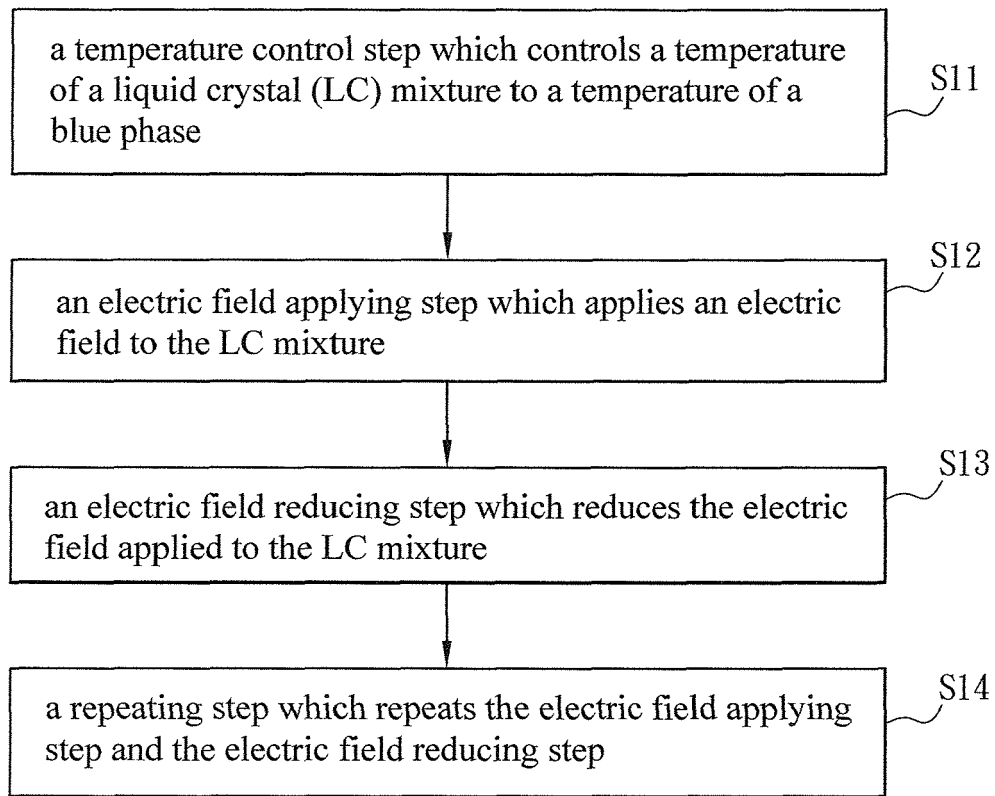 a temperature control step which controls a temperature
of a liquid crystal (LC) mixture to a temperature of a
blue phase
S11
an electric field applying step which applies an electric
field to the LC mixture
S12
an electric field reducing step which reduces the electric
field applied to the LC mixture
S13
a repeating step which repeats the electric field applying
step and the electric field reducing step
S14